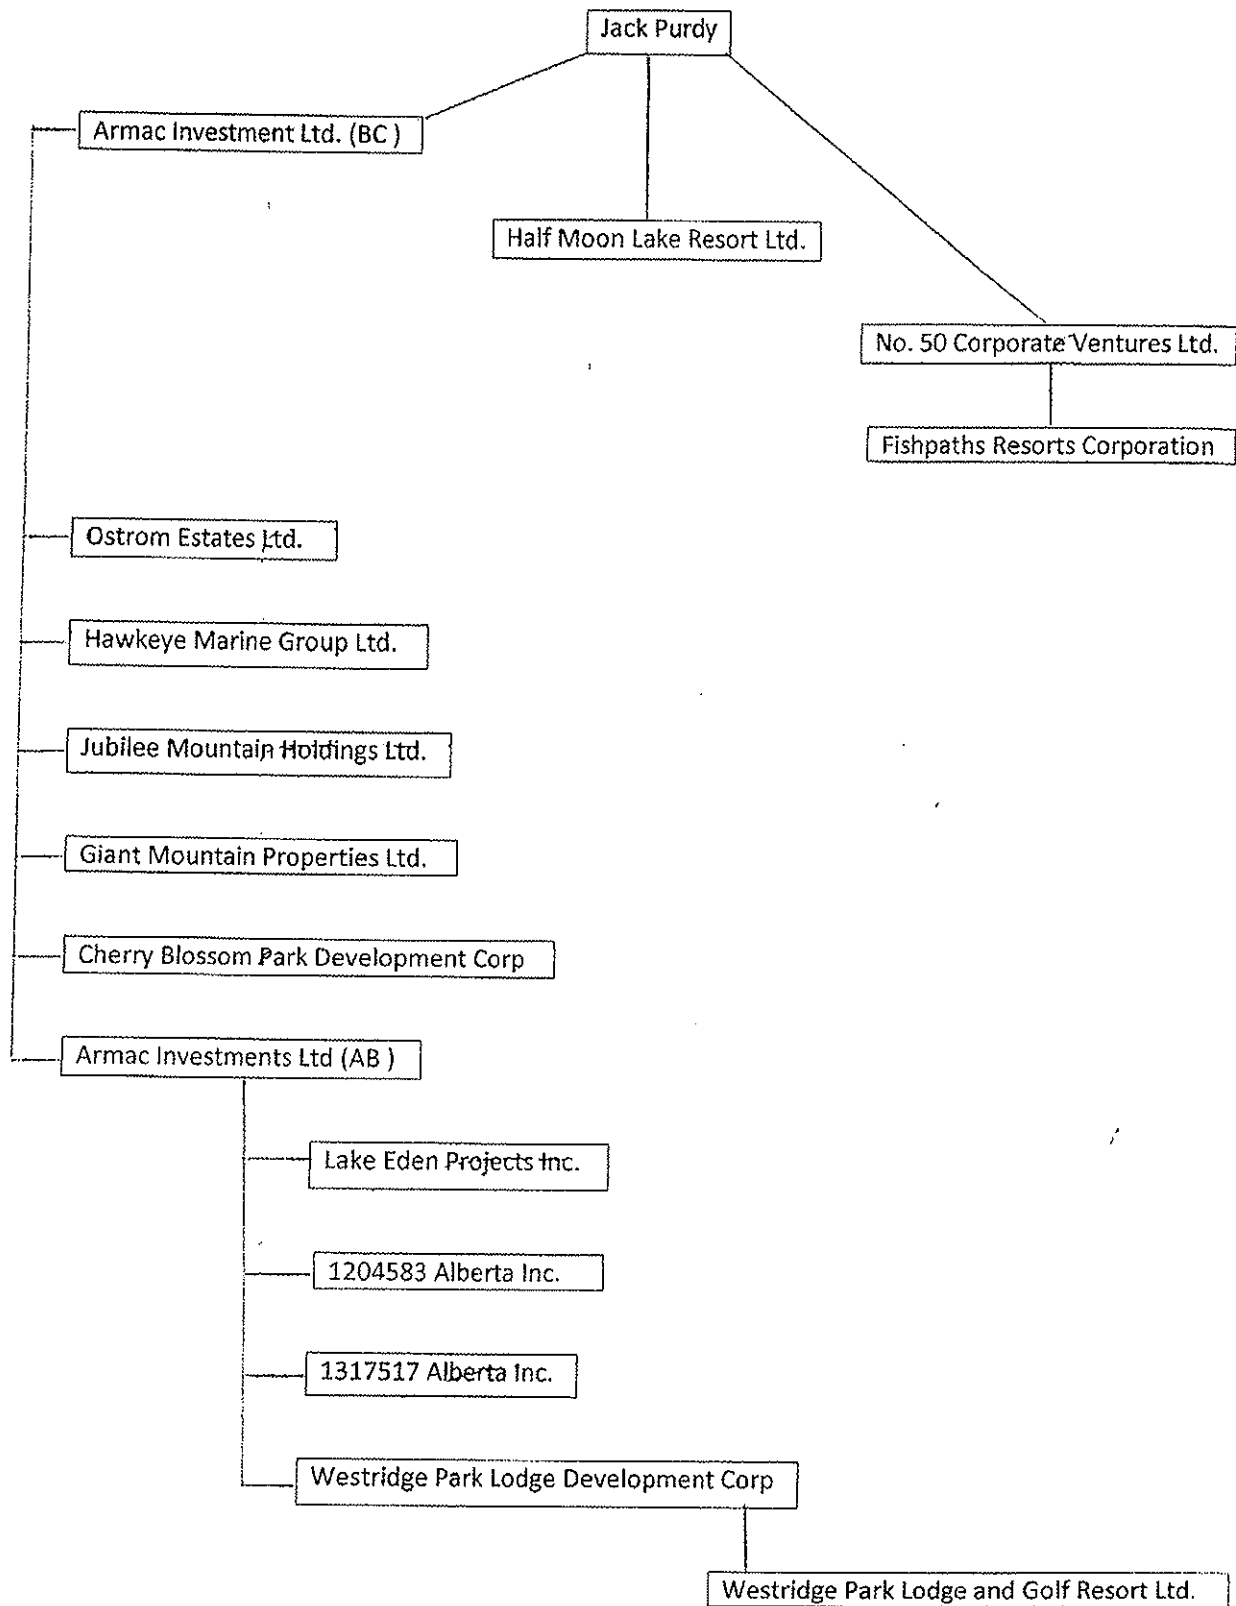 Jack Purdy
Armac Investment Ltd. (BC )
Half Moon Lake Resort Ltd.
No. 50 Corporate Ventures Ltd.
Fishpaths Resorts Corporation
Ostrom Estates Ltd.
Hawkeye Marine Group Ltd.
Jubilee Mountain Holdings Ltd.
Giant Mountain Properties Ltd.
Cherry Blossom Park Development Corp
Armac Investments Ltd (AB )
Lake Eden Projects Inc.
1204583 Alberta Inc.
1317517 Alberta Inc.
Westridge Park Lodge Development Corp
Westridge Park Lodge and Golf Resort Ltd.